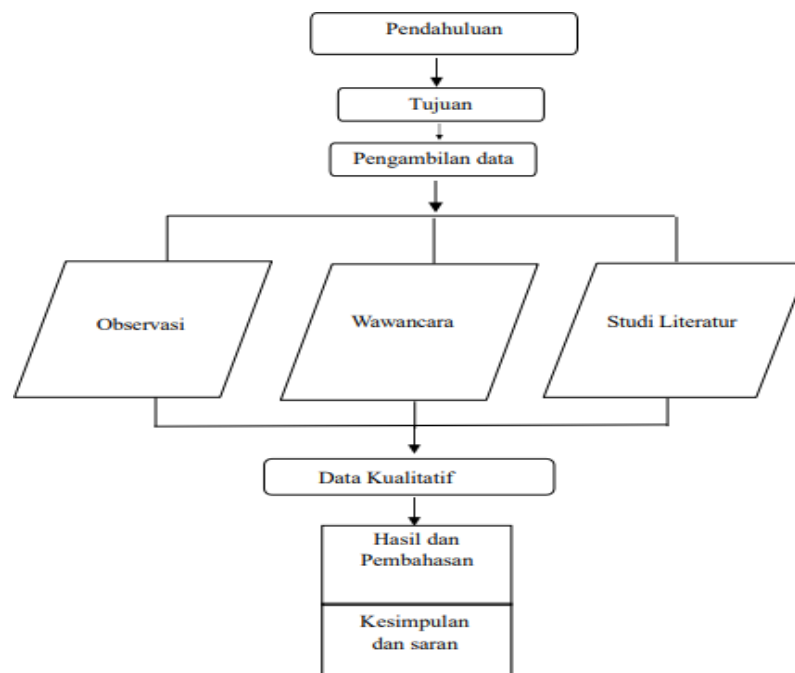 Pendahuluan
Tujuan
Pengambilan data
Observasi
Wawancara
Studi Literatur
Data Kualitatif
Hasil dan
Pembahasan
Kesimpulan
dan saran